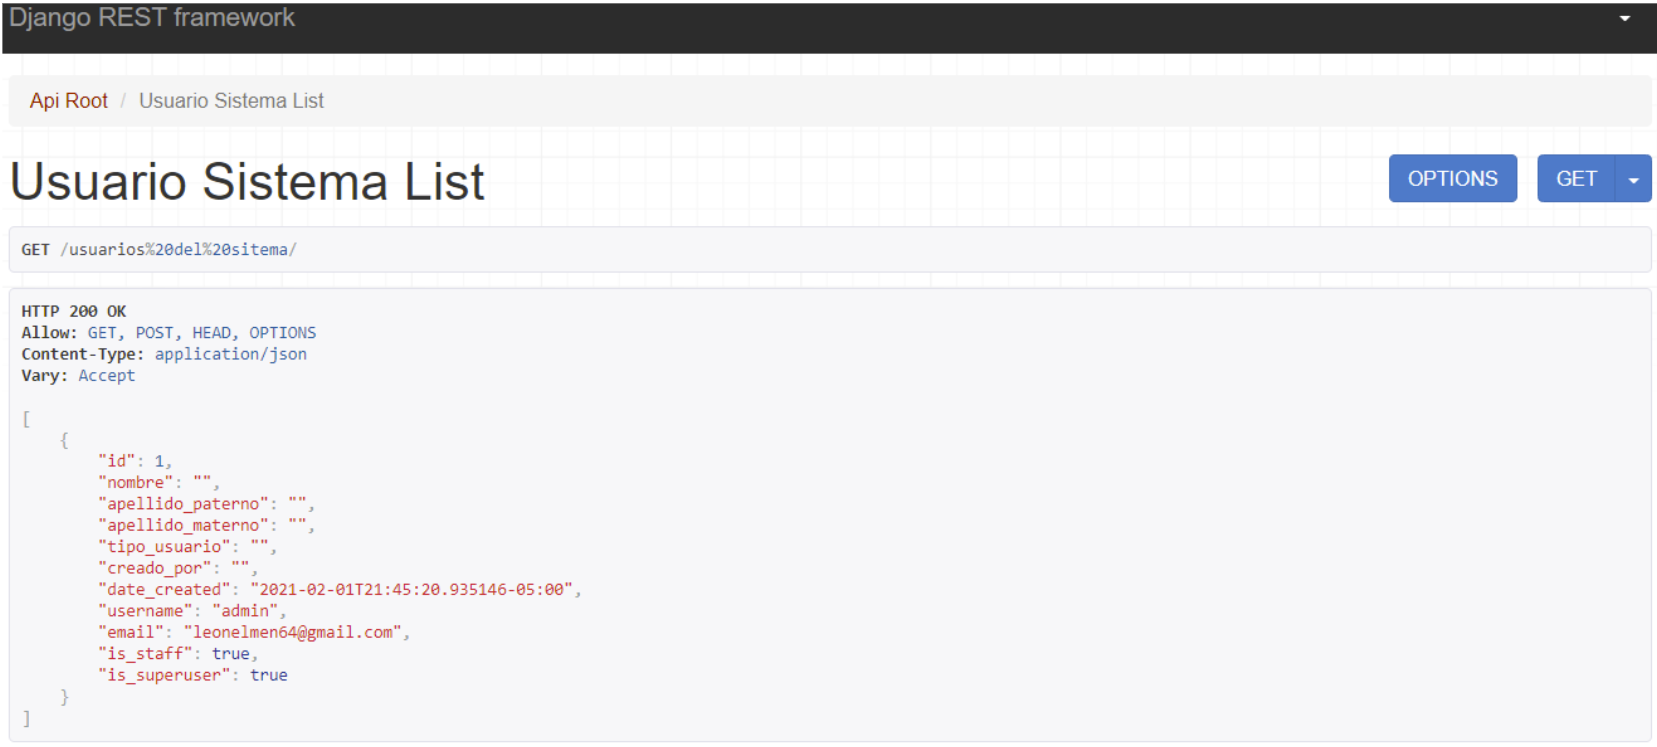 Django REST framework
Api Root / Usuario Sistema List
Usuario Sistema List
OPTIONS
GET
GET /usuarios%20del%20sitema/
HTTP 200 OK
Allow: GET, POST, HEAD, OPTIONS
Content-Type: application/json
Vary: Accept
[
    {
        "id": 1,
        "nombre": "",
        "apellido_paterno": "",
        "apellido_materno": "",
        "tipo_usuario": "",
        "creado_por": "",
        "date_created": "2021-02-01T21:45:20.935146-05:00",
        "username": "admin",
        "email": "leonelmen64@gmail.com",
        "is_staff": true,
        "is_superuser": true
    }
]